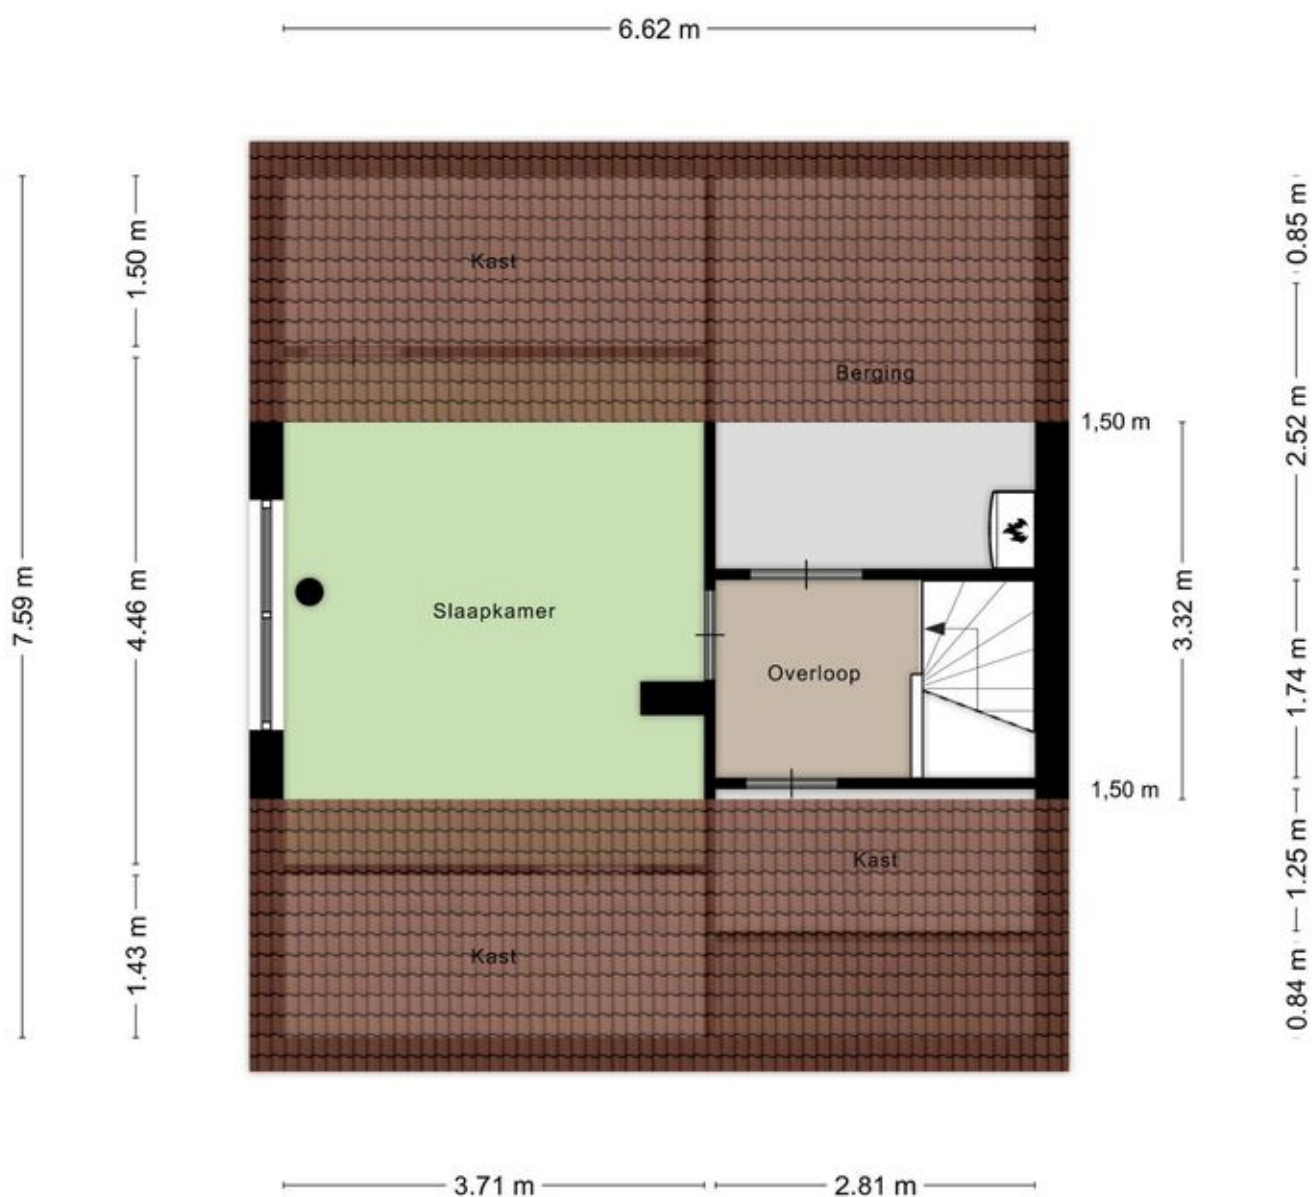 6.62 m
0.85 m
1.50 m
Kast
Berging
1,50 m
2.52 m
7.59 m
4.46 m
Slaapkamer
3.32 m
Overloop
1.74 m
1,50 m
Kast
1.25 m
1.43 m
Kast
0.84 m
3.71 m
2.81 m